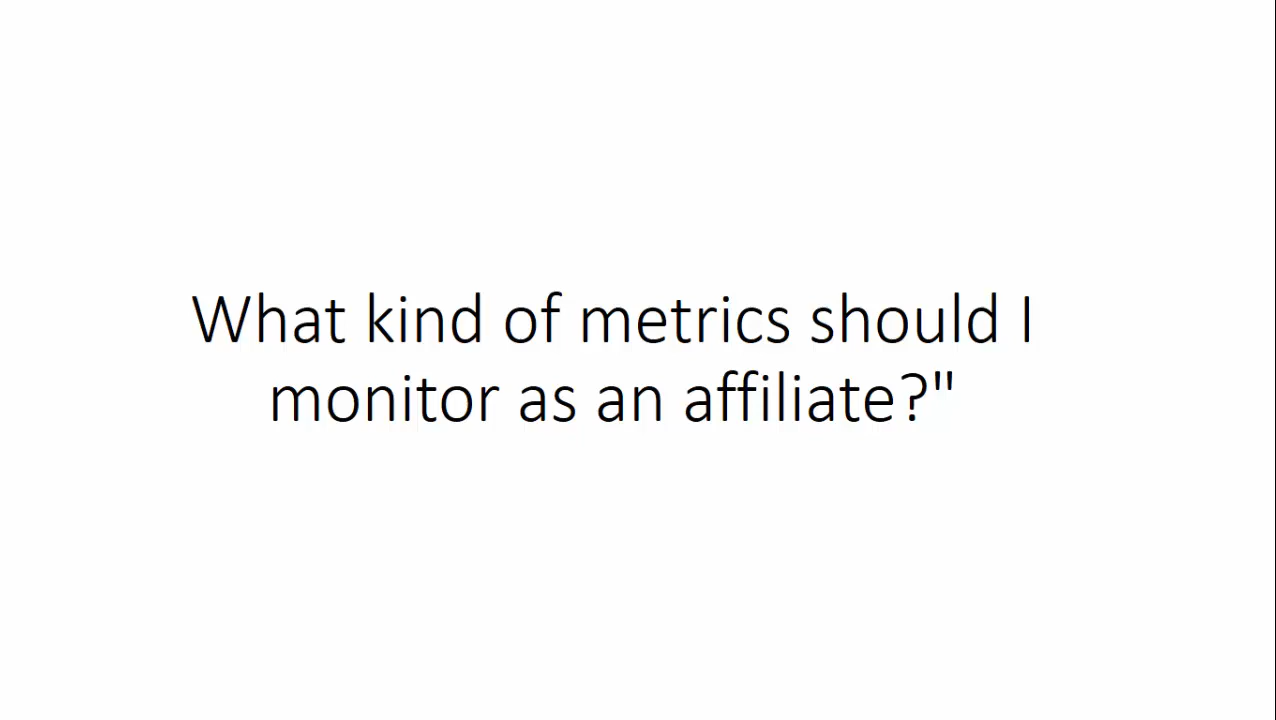 What kind of metrics should I
monitor as an affiliate?"